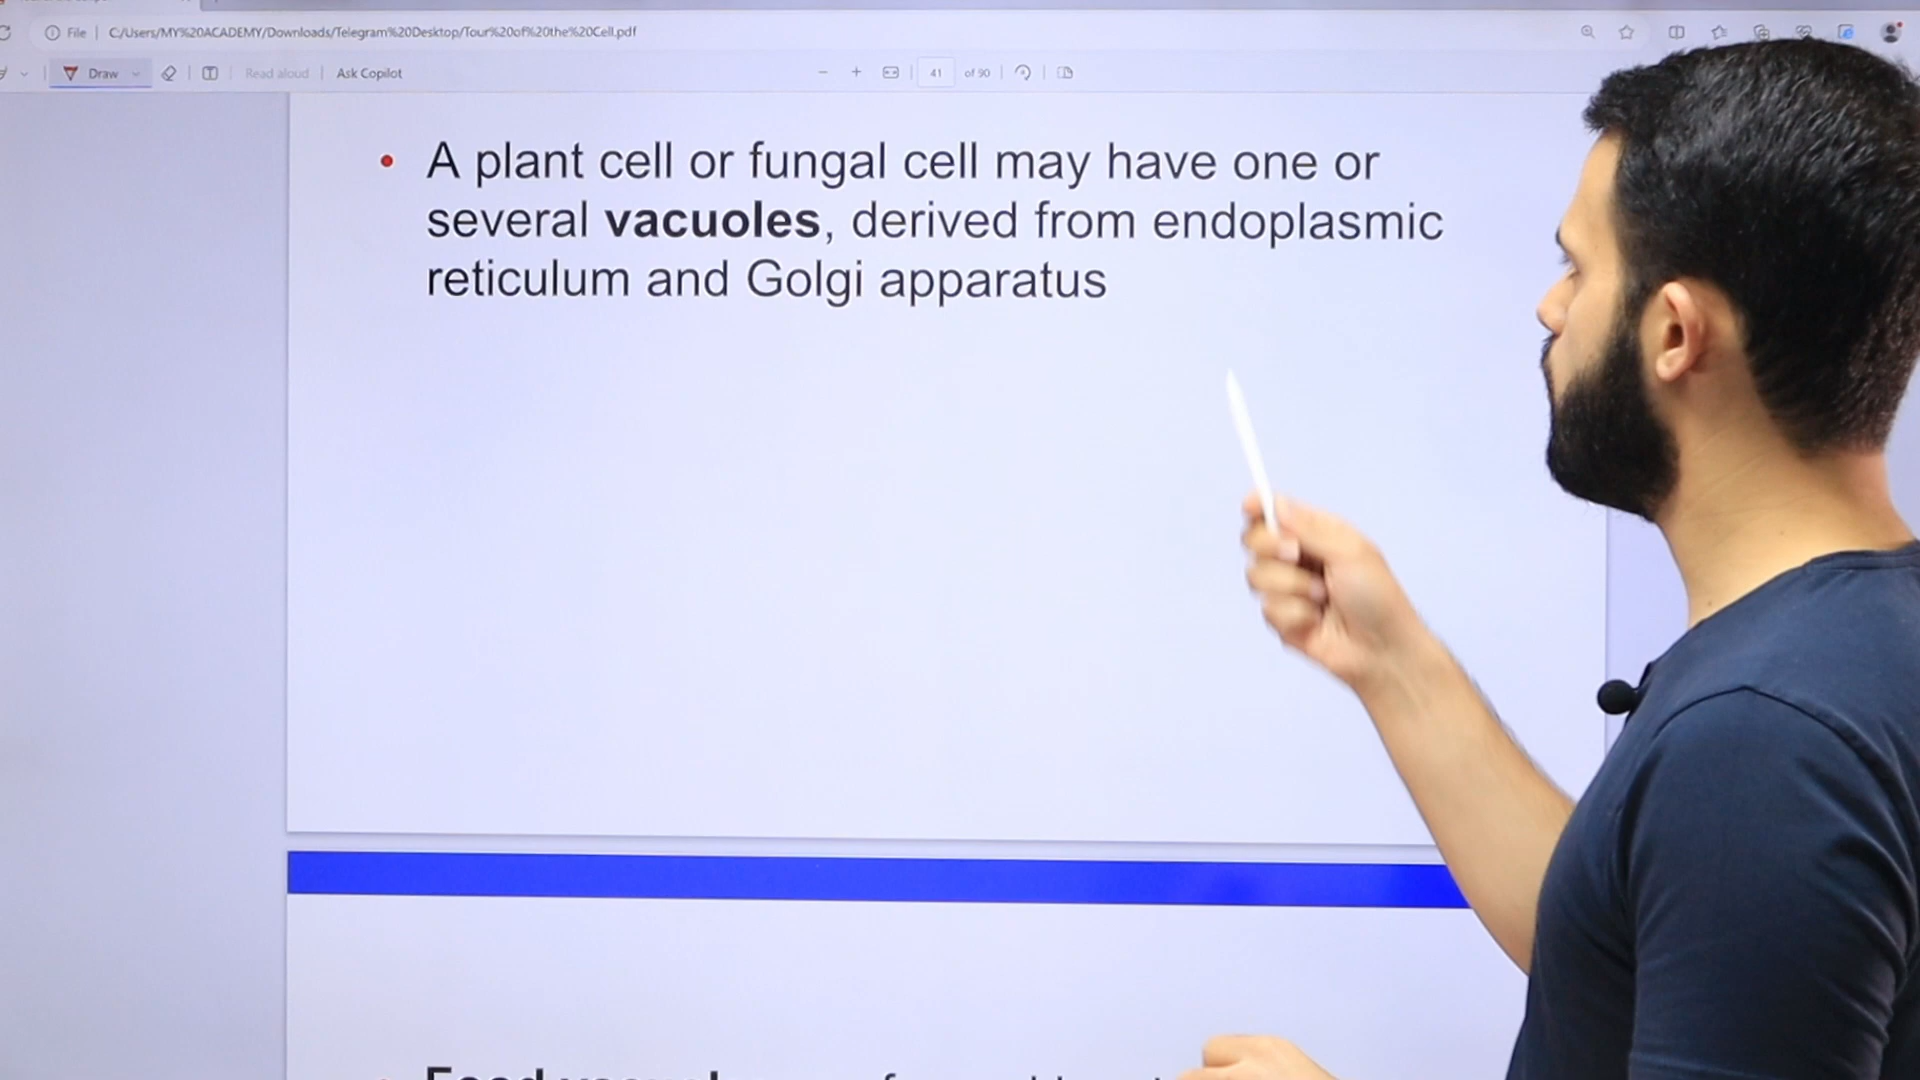 File | C:/Users/MY%20ACADEMY/Downloads/Telegram%20Desktop/Tour%20of%20the%20Cell.pdf
Draw Read aloud Ask Copilot 41 of 90
• A plant cell or fungal cell may have one or
several vacuoles, derived from endoplasmic
reticulum and Golgi apparatus